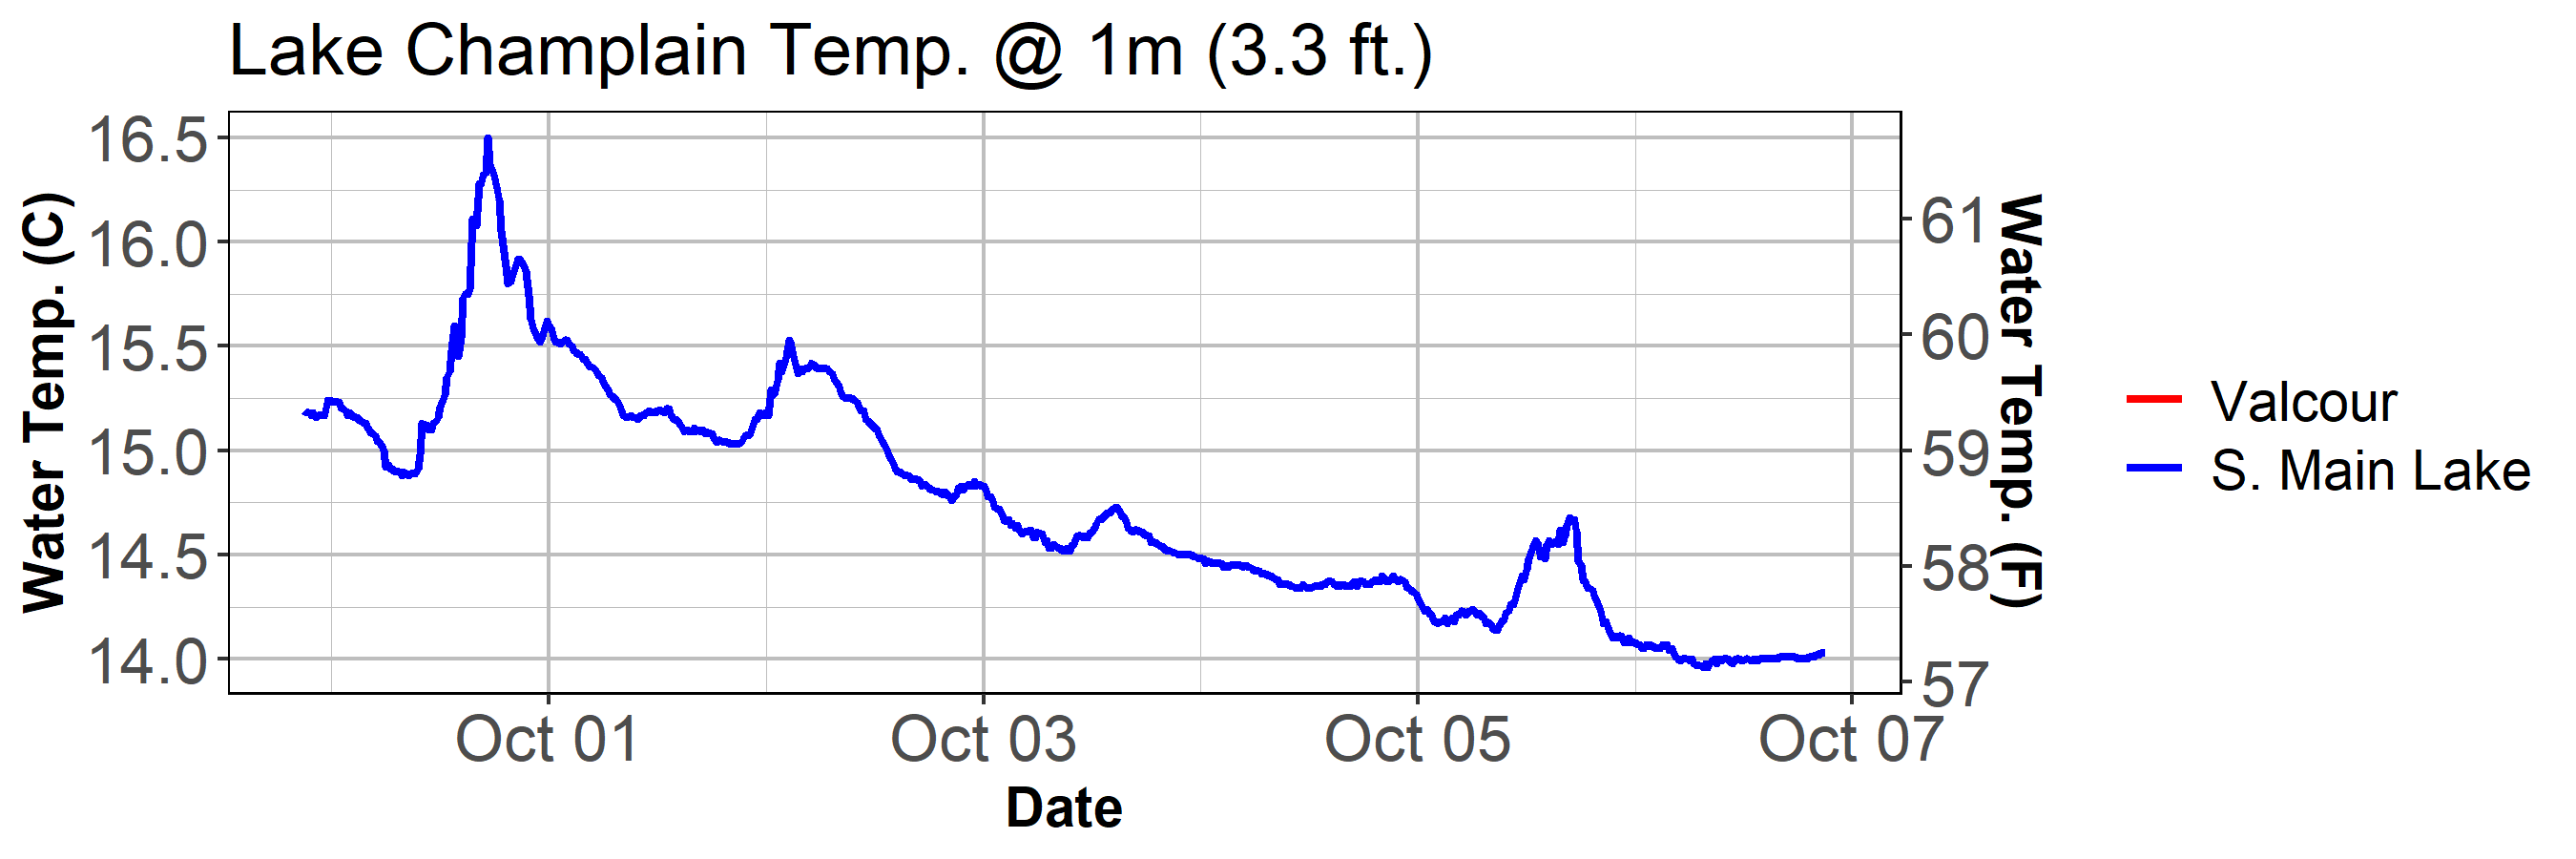 Lake Champlain Temp. @ 1m (3.3 ft.)
Water Temp. (C)
16.5
16.0
15.5
15.0
14.5
14.0
61
60
59
58
57
Water Temp. (F)
Oct 01
Oct 03
Oct 05
Oct 07
Date
Valcour
S. Main Lake